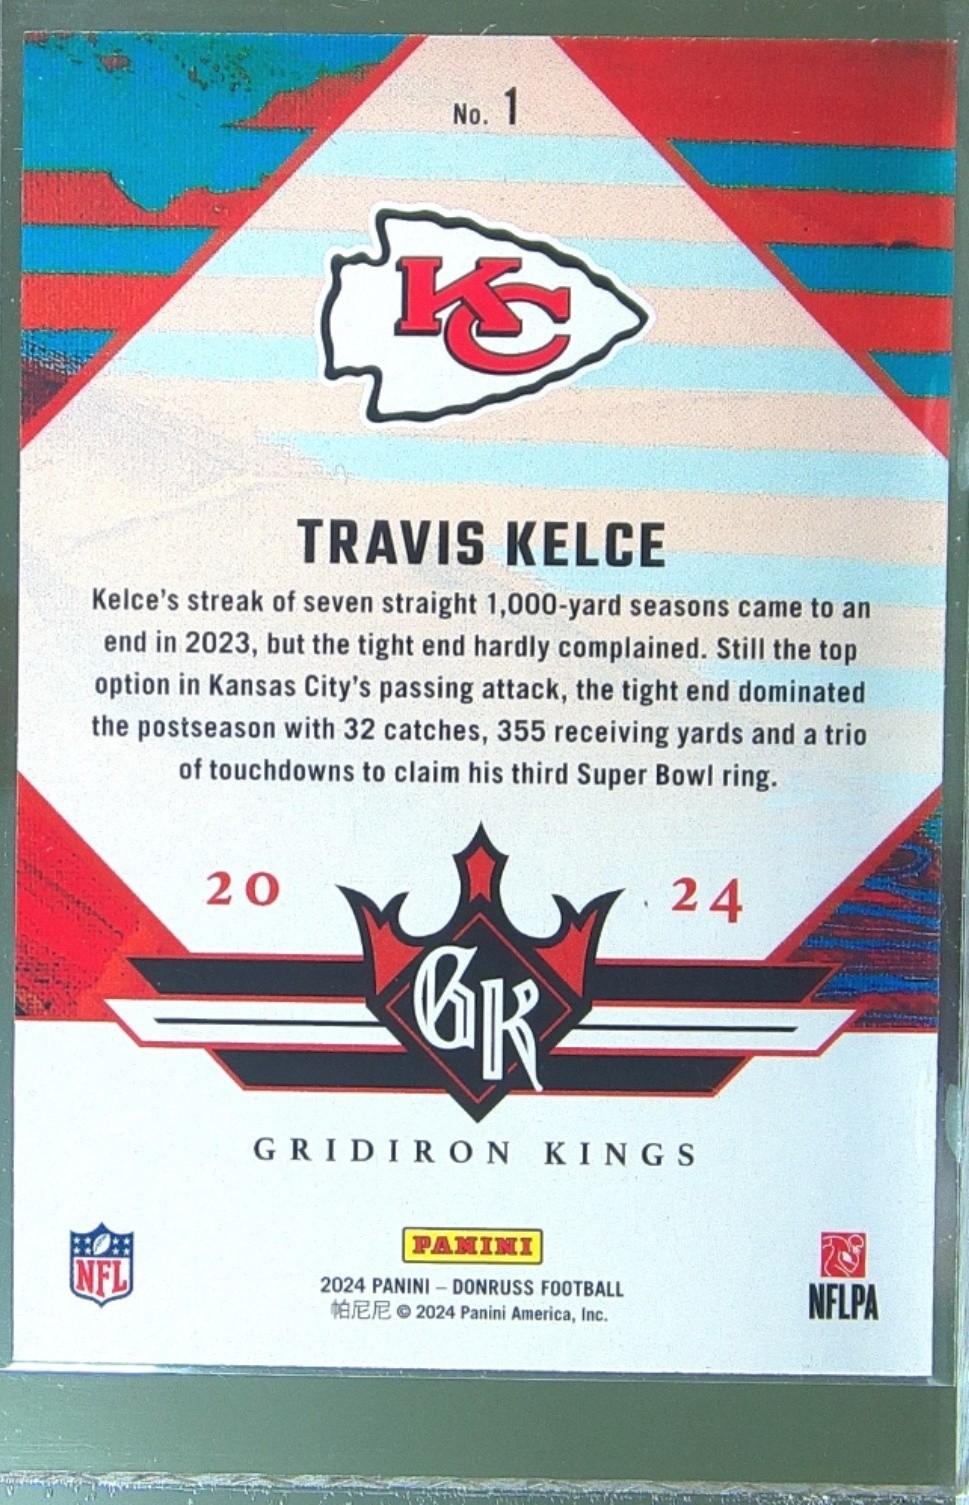 No. 1
KC
TRAVIS KELCE
Kelce's streak of seven straight 1,000-yard seasons came to an
end in 2023, but the tight end hardly complained. Still the top
option in Kansas City's passing attack, the tight end dominated
the postseason with 32 catches, 355 receiving yards and a trio
of touchdowns to claim his third Super Bowl ring.
20 24
GK
GRIDIRON KINGS
NFL
PANINI
2024 PANINI – DONRUSS FOOTBALL
帕尼尼 © 2024 Panini America, Inc.
NFLPA